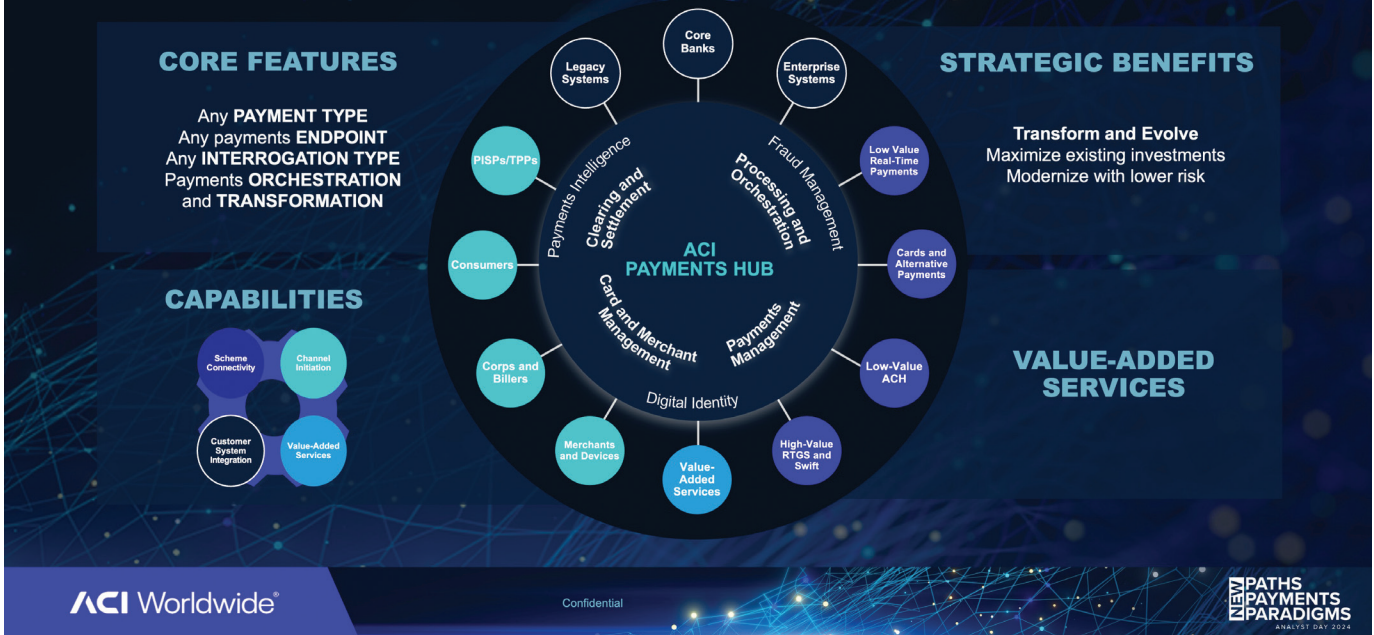 CORE FEATURES
Any PAYMENT TYPE
Any payments ENDPOINT
Any INTERROGATION TYPE
Payments ORCHESTRATION
and TRANSFORMATION
CAPABILITIES
Scheme
Connectivity
Channel
Initiation
Customer
System
Integration
Value-Added
Services
Core
Banks
Legacy
Systems
Enterprise
Systems
PISPs/TPPs
Low Value
Real-Time
Payments
Consumers
Cards and
Alternative
Payments
Corps and
Billers
Low-Value
ACH
Merchants
and Devices
Value-
Added
Services
High-Value
RTGS and
Swift
Payments Intelligence
Fraud Management
Digital Identity
Clearing and
Settlement
Processing and
Orchestration
ACI
PAYMENTS HUB
Card and Merchant
Management
Payments
Management
STRATEGIC BENEFITS
Transform and Evolve
Maximize existing investments
Modernize with lower risk
VALUE-ADDED
SERVICES
ACI Worldwide®
Confidential
NEW
PATHS
PAYMENTS
PARADIGMS
ANALYST DAY 2024